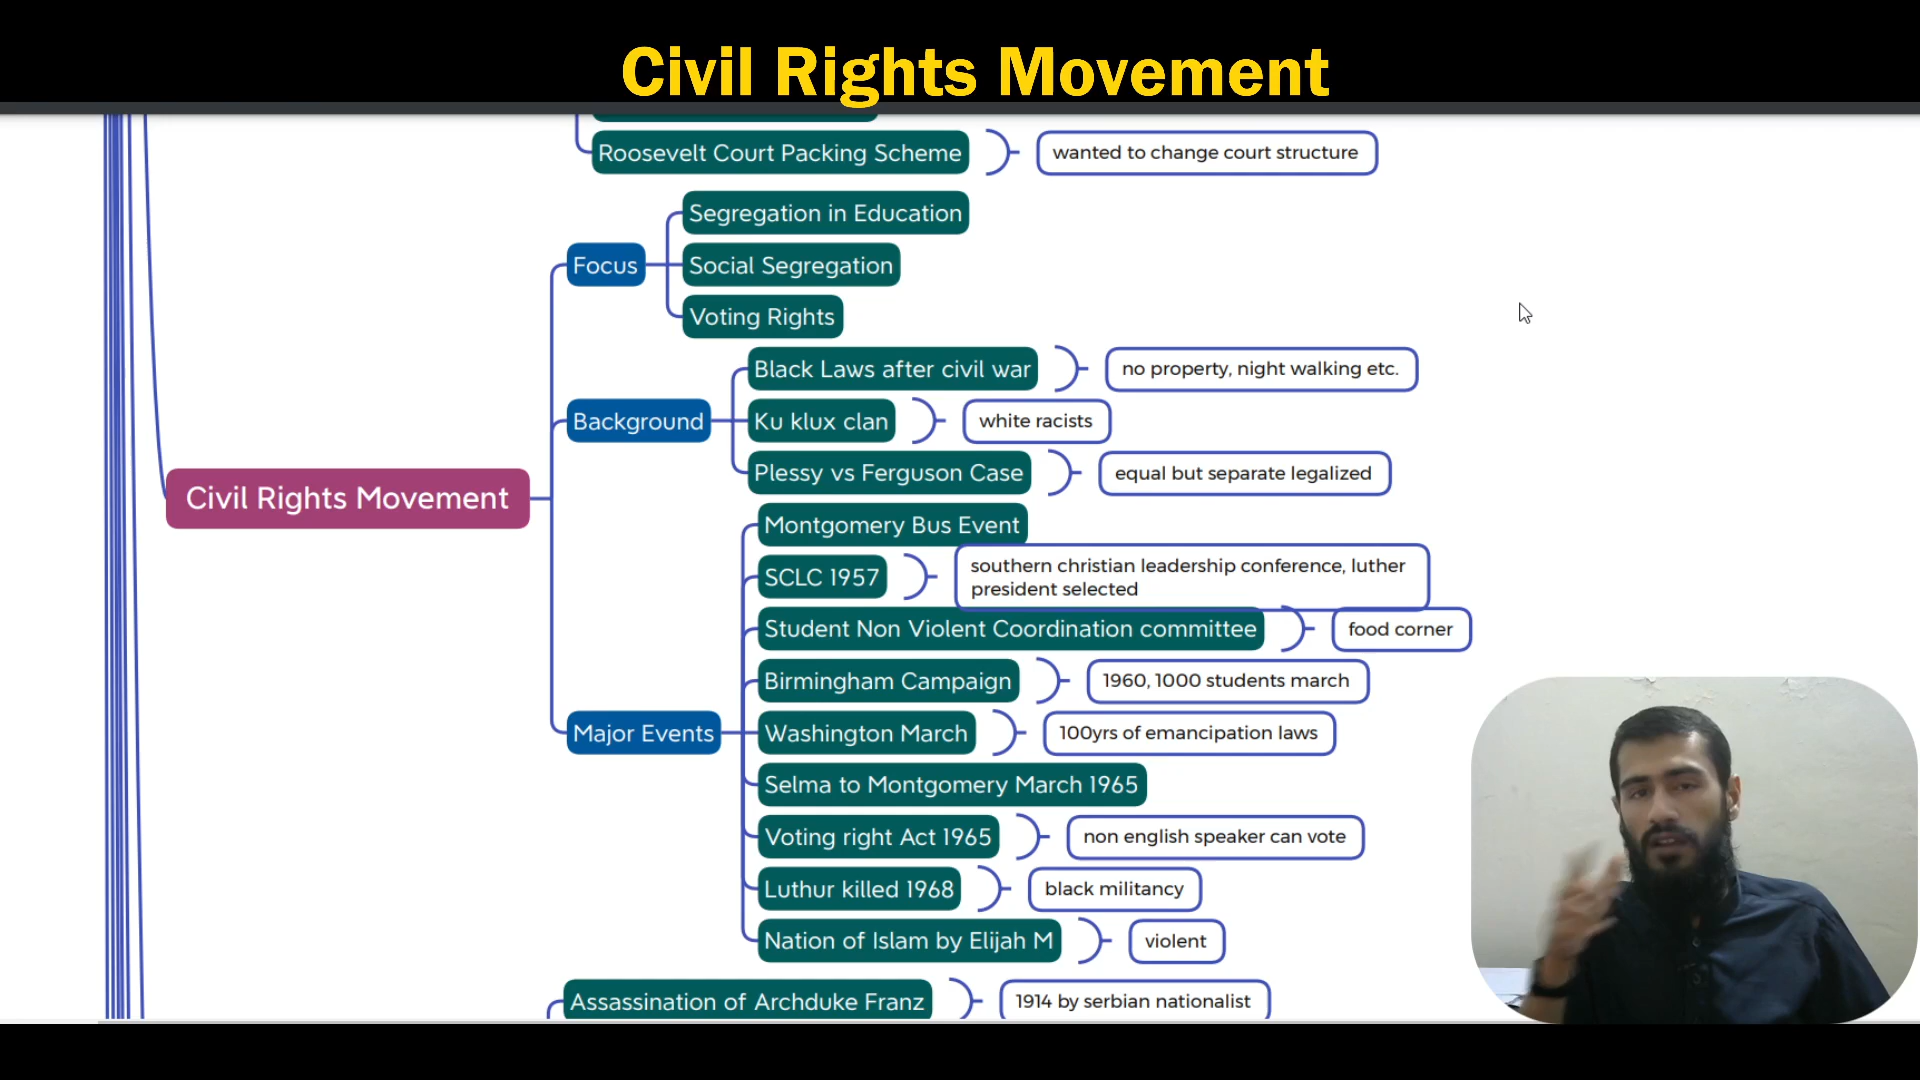 Civil Rights Movement
Roosevelt Court Packing Scheme
wanted to change court structure
Segregation in Education
Focus
Social Segregation
Voting Rights
Black Laws after civil war
no property, night walking etc.
Background
Ku klux clan
white racists
Plessy vs Ferguson Case
equal but separate legalized
Civil Rights Movement
Montgomery Bus Event
SCLC 1957
southern christian leadership conference, luther
president selected
Student Non Violent Coordination committee
food corner
Birmingham Campaign
1960, 1000 students march
Major Events
Washington March
100yrs of emancipation laws
Selma to Montgomery March 1965
Voting right Act 1965
non english speaker can vote
Luthur killed 1968
black militancy
Nation of Islam by Elijah M
violent
Assassination of Archduke Franz
1914 by serbian nationalist